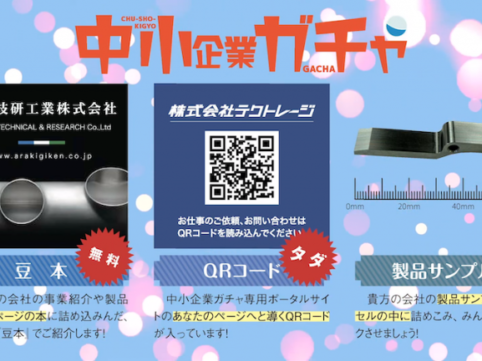 CHU-SHO-
KIGYO
中小企業ガチャ
GACHA
技研工業株式会社
TECHNICAL & RESEARCH Co.,Ltd
www.arakigiken.co.jp
無料
豆本
の会社の事業紹介や製品
ページの本に詰め込みんだ、
「豆本」でご紹介します!
株式会社テクトレージ
お仕事のご依頼、お問い合わせは
QRコードを読み込んでください
タダ
QRコード
中小企業ガチャ専用ポータルサイ
トのあなたのページへと導くQRコード
が入っています!
0mm 20mm 40mm
製品サンプル
貴方の会社の製品サン
セルの中に詰めこみ、みん
クさせましょう!